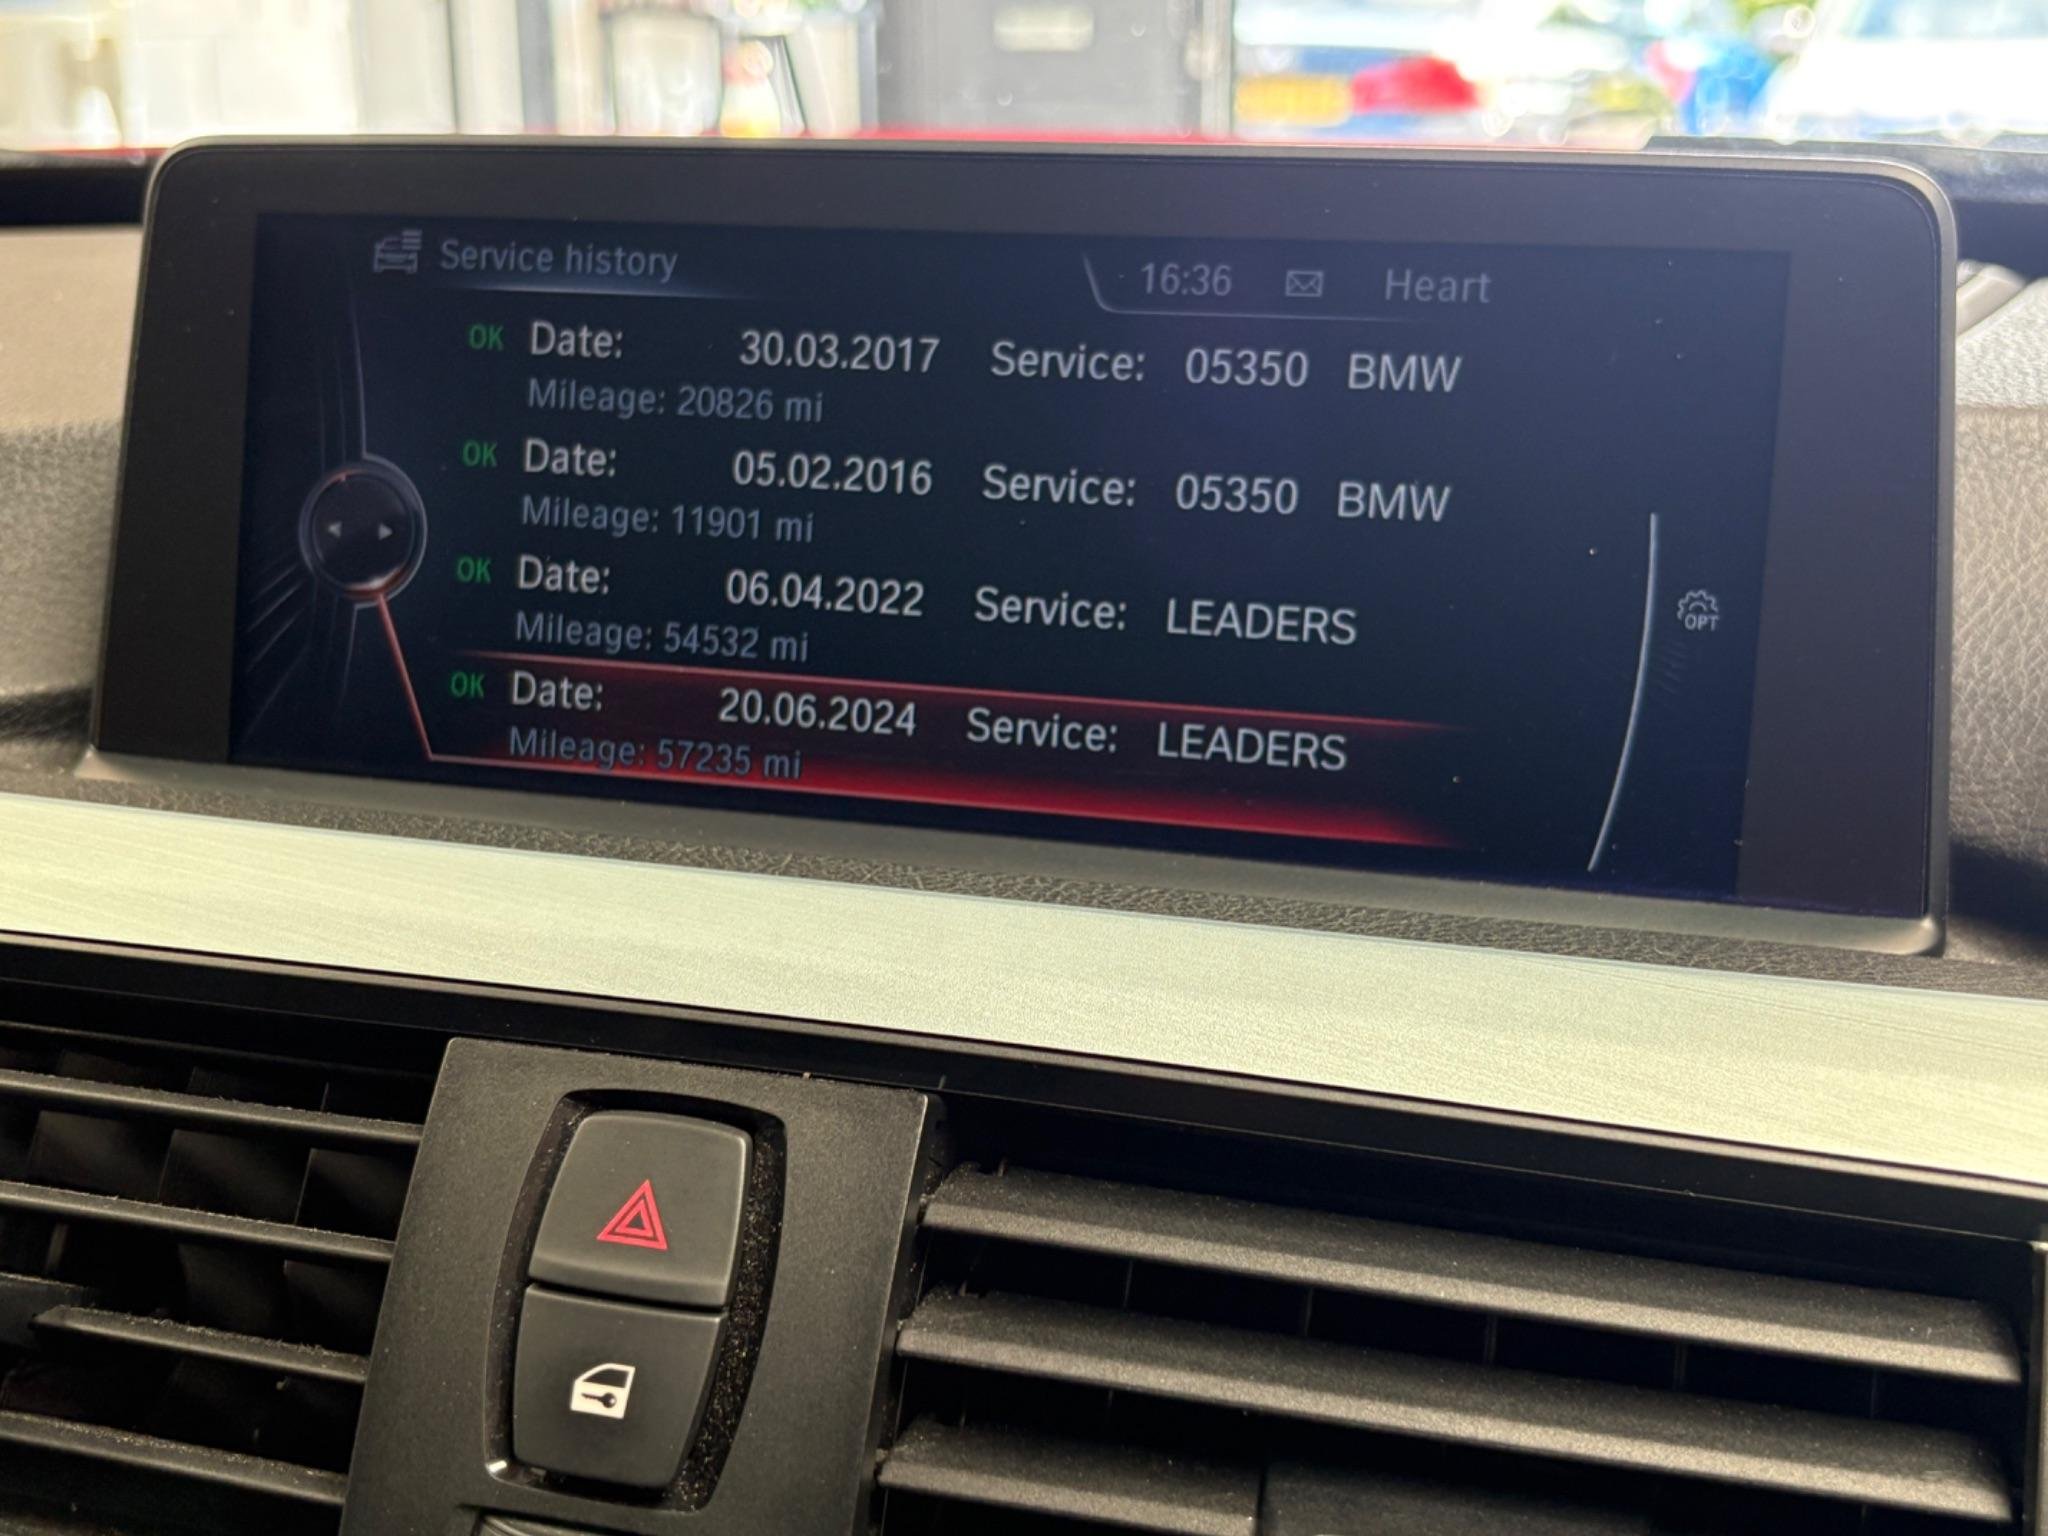 Service history
16:36 Heart
OK Date: 30.03.2017 Service: 05350 BMW
Mileage: 20826 mi
OK Date: 05.02.2016 Service: 05350 BMW
Mileage: 11901 mi
OK Date: 06.04.2022 Service: LEADERS
Mileage: 54532 mi
OK Date: 20.06.2024 Service: LEADERS
Mileage: 57235 mi
OPT